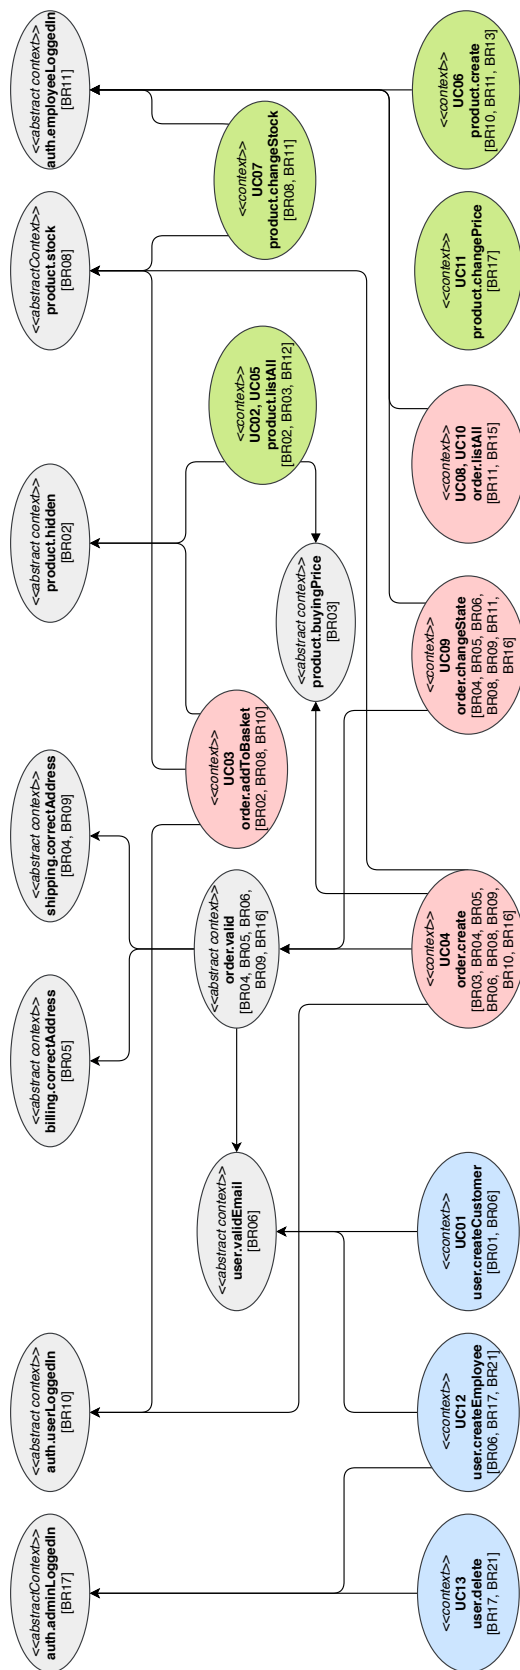 <<abstractContext>>
auth.adminLoggedIn
[BR17]
<<abstract context>>
auth.userLoggedIn
[BR10]
<<abstract context>>
billing.correctAddress
[BR05]
<<abstract context>>
shipping.correctAddress
[BR04, BR09]
<<abstract context>>
product.hidden
[BR02]
<<abstractContext>>
product.stock
[BR08]
<<abstract context>>
auth.employeeLoggedIn
[BR11]
<<abstract context>>
user.validEmail
[BR06]
<<abstract context>>
order.valid
[BR04, BR05, BR06,
BR09, BR16]
<<context>>
UC03
order.addToBasket
[BR02, BR08, BR10]
<<abstract context>>
product.buyingPrice
[BR03]
<<context>>
UC02, UC05
product.listAll
[BR02, BR03, BR12]
<<context>>
UC07
product.changeStock
[BR08, BR11]
<<context>>
UC13
user.delete
[BR17, BR21]
<<context>>
UC12
user.createEmployee
[BR06, BR17, BR21]
<<context>>
UC01
user.createCustomer
[BR01, BR06]
<<context>>
UC04
order.create
[BR03, BR04, BR05,
BR06, BR08, BR09,
BR10, BR16]
<<context>>
UC09
order.changeState
[BR04, BR05, BR06,
BR08, BR09, BR11,
BR16]
<<context>>
UC08, UC10
order.listAll
[BR11, BR15]
<<context>>
UC11
product.changePrice
[BR17]
<<context>>
UC06
product.create
[BR10, BR11, BR13]